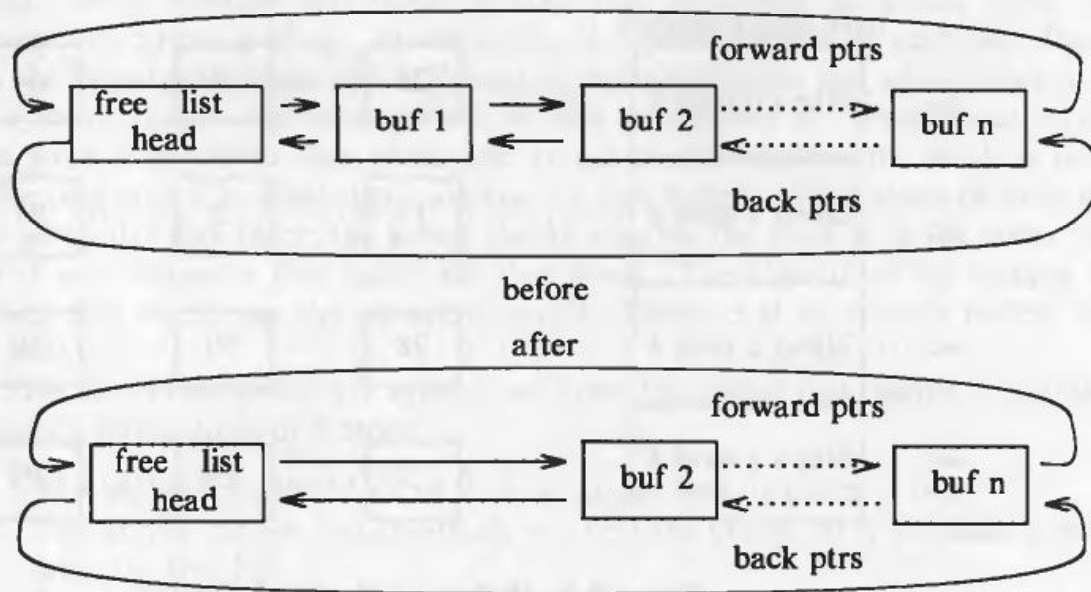 forward ptrs
free list
head
buf 1
buf 2
buf n
back ptrs
before
after
forward ptrs
free list
head
buf 2
buf n
back ptrs